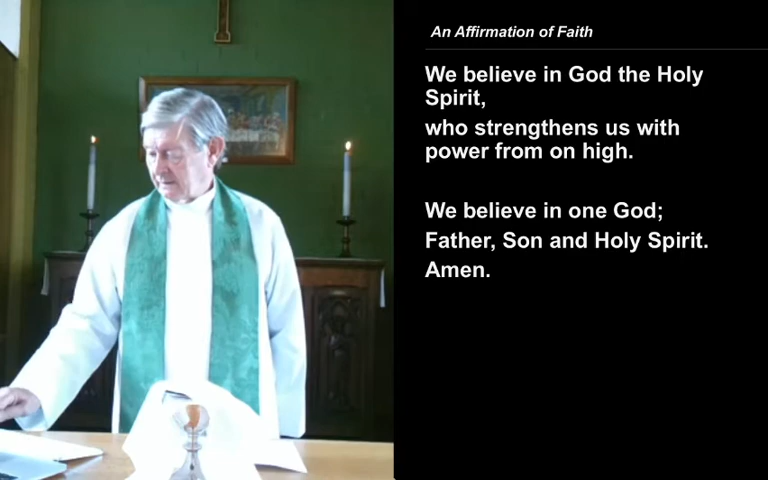 An Affirmation of Faith
We believe in God the Holy
Spirit,
who strengthens us with
power from on high.
We believe in one God;
Father, Son and Holy Spirit.
Amen.